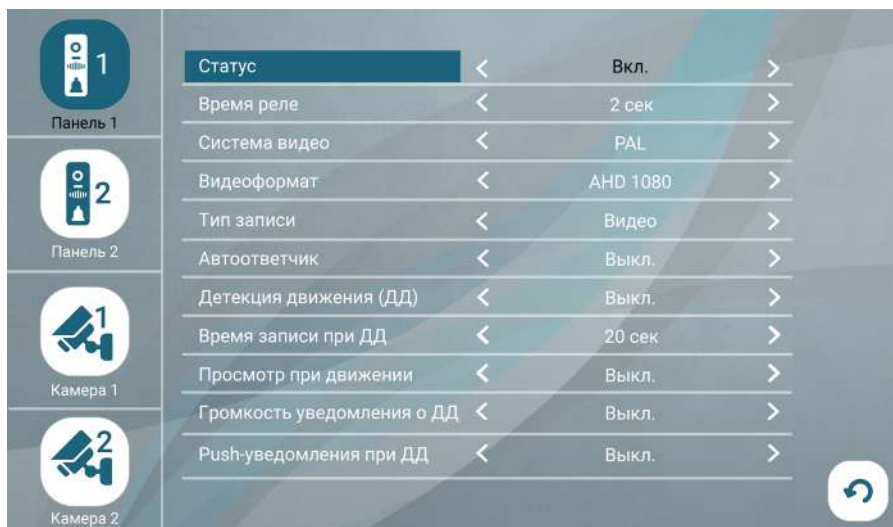 1
Панель 1
2
Панель 2
1
Камера 1
2
Камера 2
Статус Вкл.
Время реле 2 сек
Система видео PAL
Видеоформат AHD 1080
Тип записи Видео
Автоответчик Выкл.
Детекция движения (ДД) Выкл.
Время записи при ДД 20 сек
Просмотр при движении Выкл.
Громкость уведомления о ДД Выкл.
Push-уведомления при ДД Выкл.